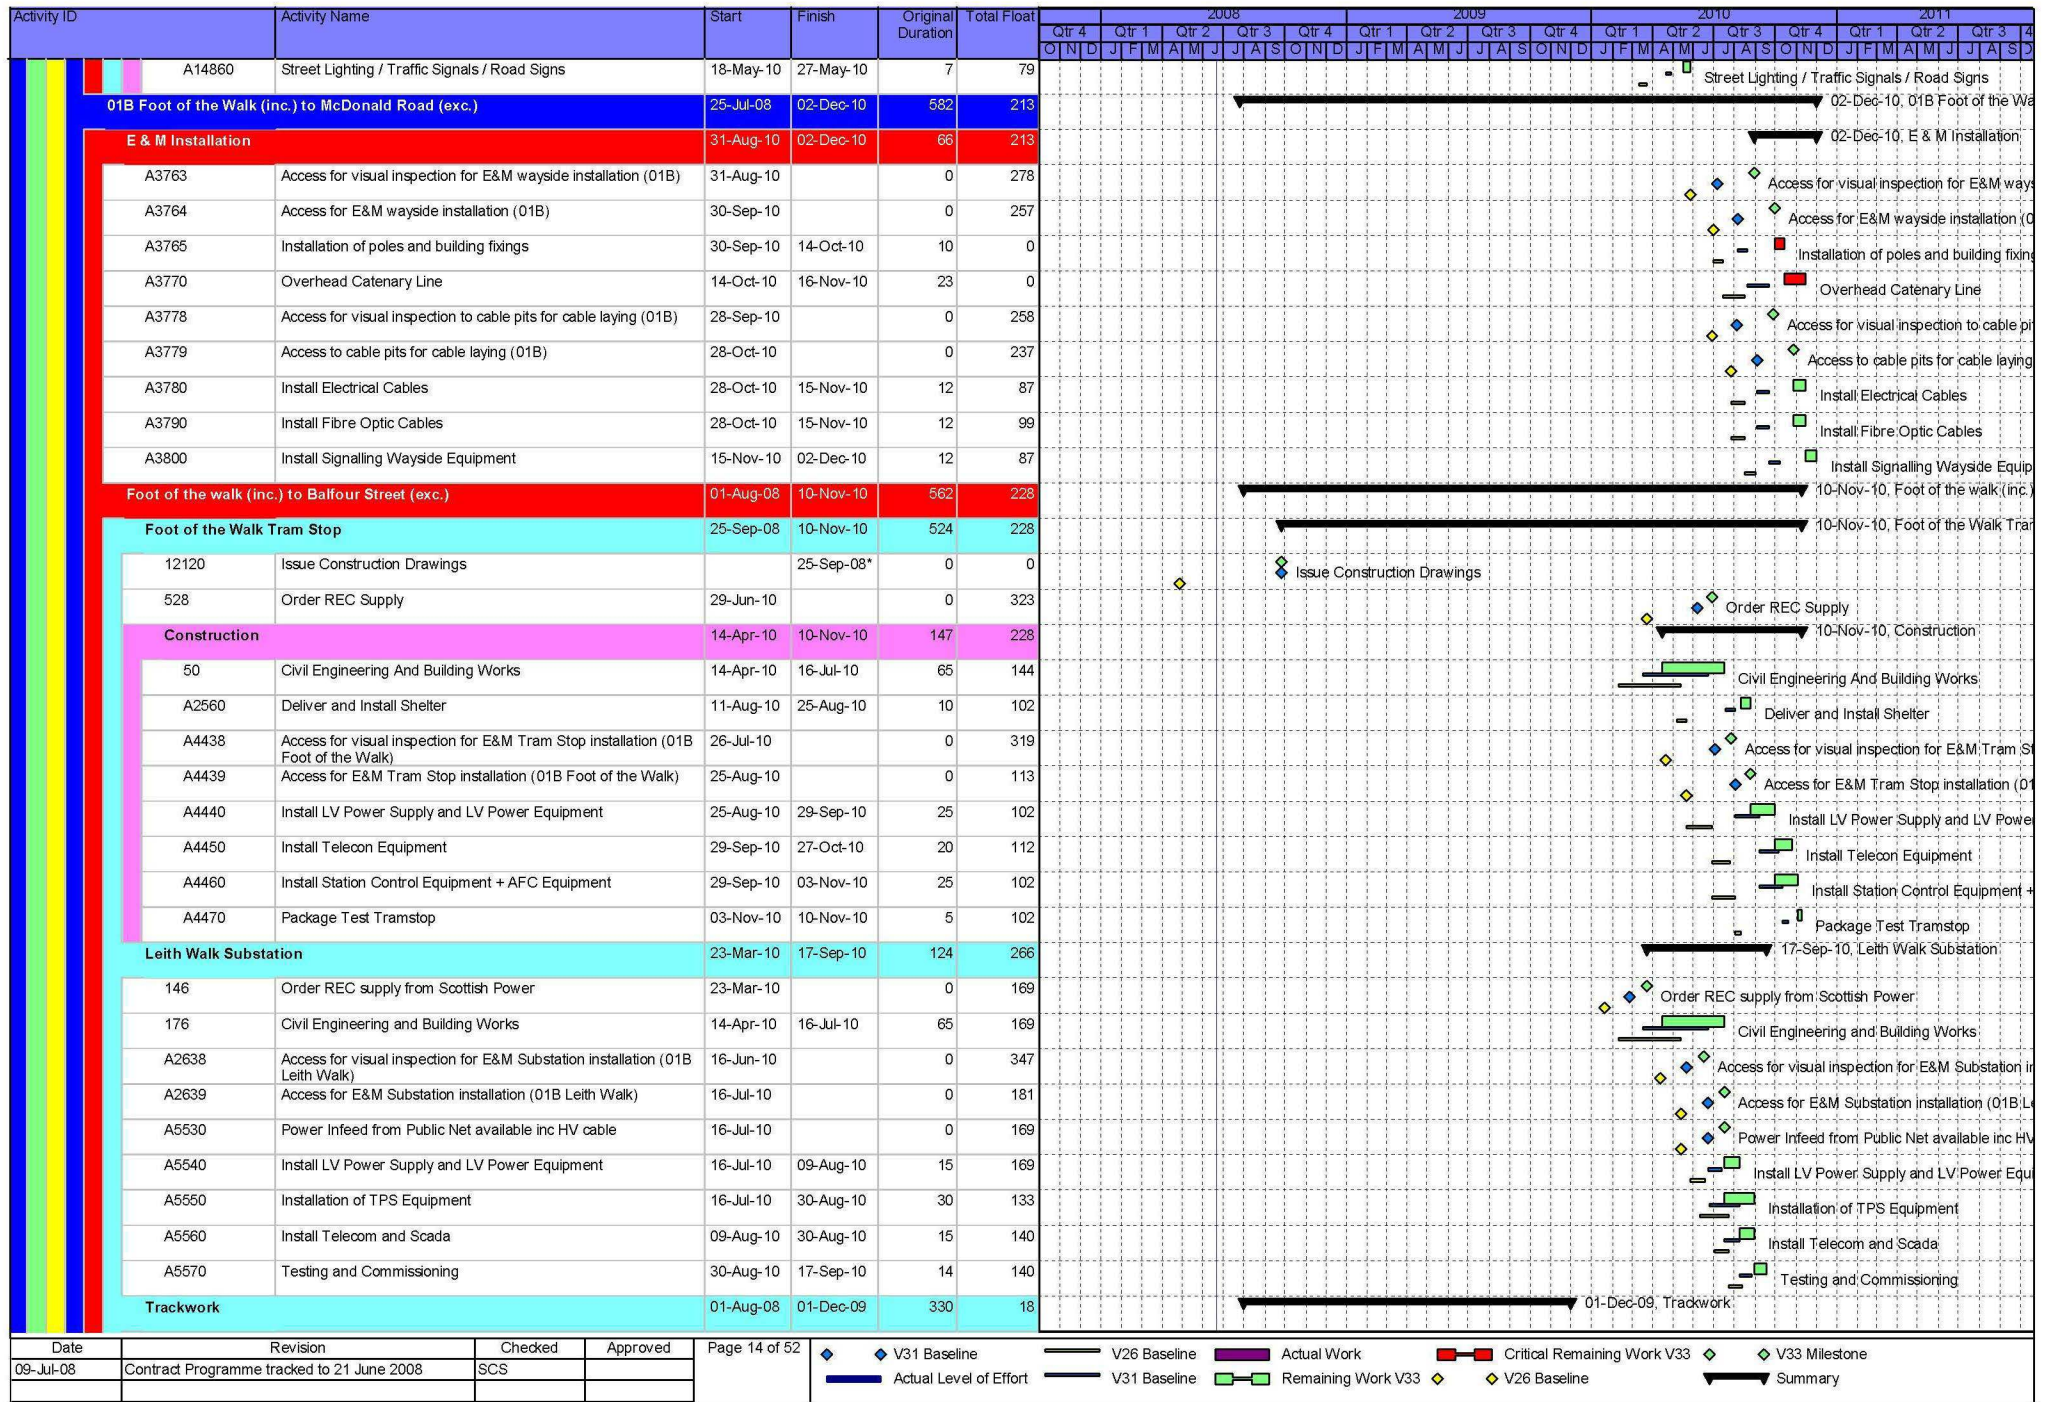 Activity ID Activity Name Start Finish Original Total Float 2008 2009 2010 2011
Duration Qtr 4 Qtr 1 Qtr 2 Qtr 3 Qtr 4 Qtr 1 Qtr 2 Qtr 3 Qtr 4 Qtr 1 Qtr 2 Qtr 3 Qtr 4 Qtr 1 Qtr 2 Qtr 3 4
O N D J F M A M J J A S O N D J F M A M J J A S O N D J F M A M J J A S O N D J F M A M J J A S
A14860 Street Lighting / Traffic Signals / Road Signs 18-May-10 27-May-10 7 79 Street Lighting / Traffic Signals / Road Signs
01B Foot of the Walk (inc.) to McDonald Road (exc.) 25-Jul-08 02-Dec-10 582 213 02-Dec-10, 01B Foot of the Wa
E & M Installation 31-Aug-10 02-Dec-10 66 213 02-Dec-10, E & M Installation
A3763 Access for visual inspection for E&M wayside installation (01B) 31-Aug-10 0 278 Access for visual inspection for E&M ways
A3764 Access for E&M wayside installation (01B) 30-Sep-10 0 257 Access for E&M wayside installation (0
A3765 Installation of poles and building fixings 30-Sep-10 14-Oct-10 10 0 Installation of poles and building fixing
A3770 Overhead Catenary Line 14-Oct-10 16-Nov-10 23 0 Overhead Catenary Line
A3778 Access for visual inspection to cable pits for cable laying (01B) 28-Sep-10 0 258 Access for visual inspection to cable pi
A3779 Access to cable pits for cable laying (01B) 28-Oct-10 0 237 Access to cable pits for cable laying
A3780 Install Electrical Cables 28-Oct-10 15-Nov-10 12 87 Install Electrical Cables
A3790 Install Fibre Optic Cables 28-Oct-10 15-Nov-10 12 99 Install Fibre Optic Cables
A3800 Install Signalling Wayside Equipment 15-Nov-10 02-Dec-10 12 87 Install Signalling Wayside Equip
Foot of the walk (inc.) to Balfour Street (exc.) 01-Aug-08 10-Nov-10 562 228 10-Nov-10, Foot of the walk (inc.)
Foot of the Walk Tram Stop 25-Sep-08 10-Nov-10 524 228 10-Nov-10, Foot of the Walk Trar
12120 Issue Construction Drawings 25-Sep-08* 0 0 Issue Construction Drawings
528 Order REC Supply 29-Jun-10 0 323 Order REC Supply
Construction 14-Apr-10 10-Nov-10 147 228 10-Nov-10, Construction
50 Civil Engineering And Building Works 14-Apr-10 16-Jul-10 65 144 Civil Engineering And Building Works
A2560 Deliver and Install Shelter 11-Aug-10 25-Aug-10 10 102 Deliver and Install Shelter
A4438 Access for visual inspection for E&M Tram Stop installation (01B 26-Jul-10 0 319 Access for visual inspection for E&M Tram St
Foot of the Walk)
A4439 Access for E&M Tram Stop installation (01B Foot of the Walk) 25-Aug-10 0 113 Access for E&M Tram Stop installation (01
A4440 Install LV Power Supply and LV Power Equipment 25-Aug-10 29-Sep-10 25 102 Install LV Power Supply and LV Power
A4450 Install Telecon Equipment 29-Sep-10 27-Oct-10 20 112 Install Telecon Equipment
A4460 Install Station Control Equipment + AFC Equipment 29-Sep-10 03-Nov-10 25 102 Install Station Control Equipment +
A4470 Package Test Tramstop 03-Nov-10 10-Nov-10 5 102 Package Test Tramstop
Leith Walk Substation 23-Mar-10 17-Sep-10 124 266 17-Sep-10, Leith Walk Substation
146 Order REC supply from Scottish Power 23-Mar-10 0 169 Order REC supply from Scottish Power
176 Civil Engineering and Building Works 14-Apr-10 16-Jul-10 65 169 Civil Engineering and Building Works
A2638 Access for visual inspection for E&M Substation installation (01B 16-Jun-10 0 347 Access for visual inspection for E&M Substation in
Leith Walk)
A2639 Access for E&M Substation installation (01B Leith Walk) 16-Jul-10 0 181 Access for E&M Substation installation (01B Le
A5530 Power Infeed from Public Net available inc HV cable 16-Jul-10 0 169 Power Infeed from Public Net available inc HV
A5540 Install LV Power Supply and LV Power Equipment 16-Jul-10 09-Aug-10 15 169 Install LV Power Supply and LV Power Equi
A5550 Installation of TPS Equipment 16-Jul-10 30-Aug-10 30 133 Installation of TPS Equipment
A5560 Install Telecom and Scada 09-Aug-10 30-Aug-10 15 140 Install Telecom and Scada
A5570 Testing and Commissioning 30-Aug-10 17-Sep-10 14 140 Testing and Commissioning
Trackwork 01-Aug-08 01-Dec-09 330 18 01-Dec-09, Trackwork
Date Revision Checked Approved Page 14 of 52 V31 Baseline V26 Baseline Actual Work Critical Remaining Work V33 V33 Milestone
09-Jul-08 Contract Programme tracked to 21 June 2008 SCS Actual Level of Effort V31 Baseline Remaining Work V33 V26 Baseline Summary